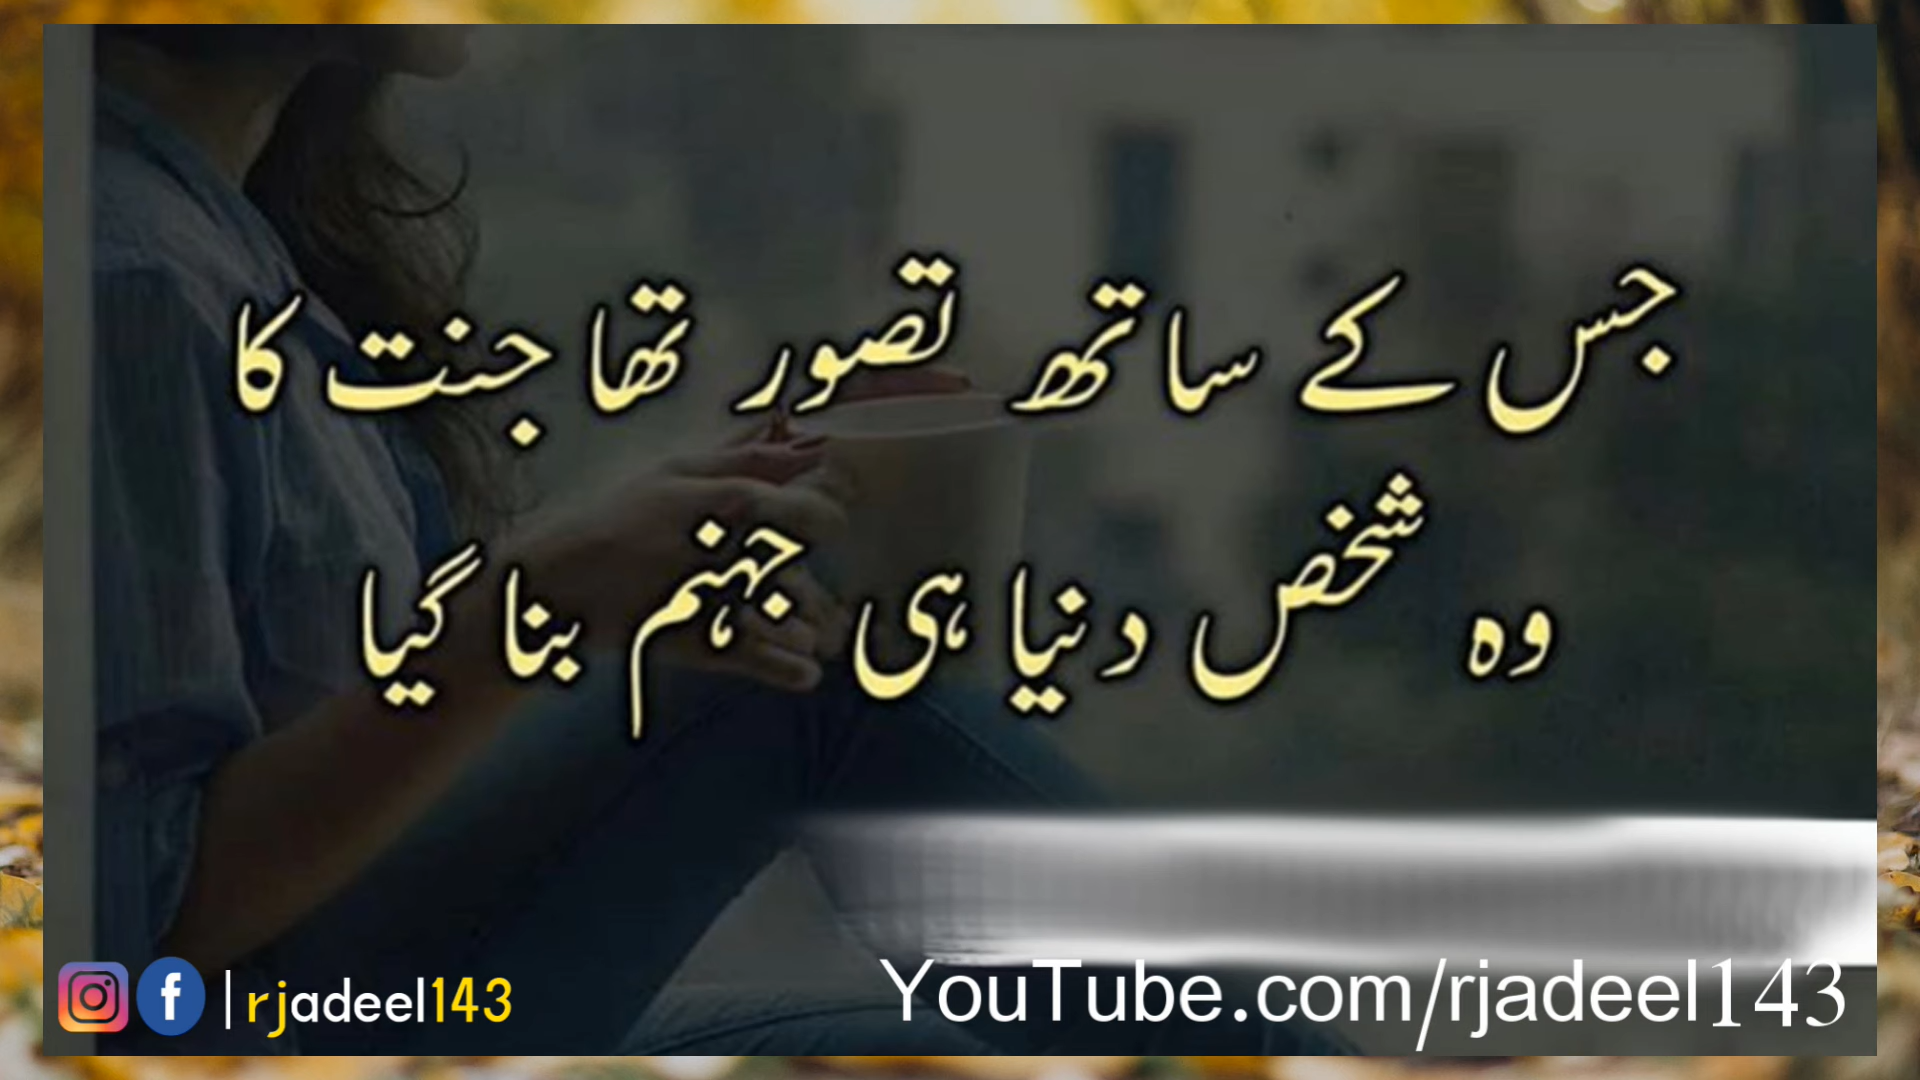 جس کے ساتھ تصور تھا جنت کا
وہ شخص دنیا ہی جہنم بنا گیا
|rjadeel143
YouTube.com/rjadeel143